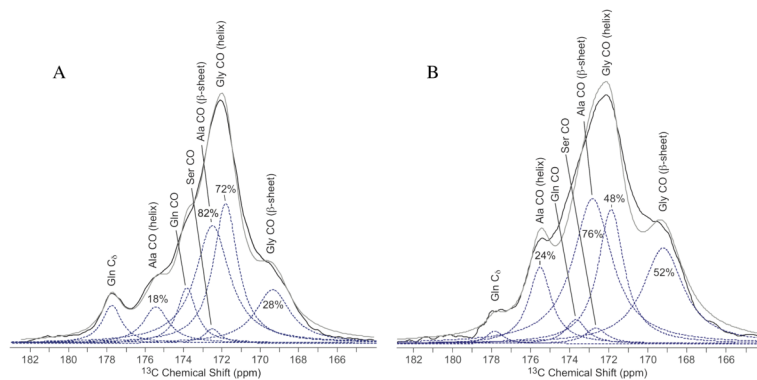 A
Gln Cδ
Ala CO (helix)
Gln CO
Ser CO
Ala CO (β-sheet)
Gly CO (helix)
Gly CO (β-sheet)
18%
82%
72%
28%
182 180 178 176 174 172 170 168 166
13C Chemical Shift (ppm)
B
Gln Cδ
Ala CO (helix)
Gln CO
Ser CO
Ala CO (β-sheet)
Gly CO (helix)
Gly CO (β-sheet)
24%
76%
48%
52%
182 180 178 176 174 172 170 168 166
13C Chemical Shift (ppm)